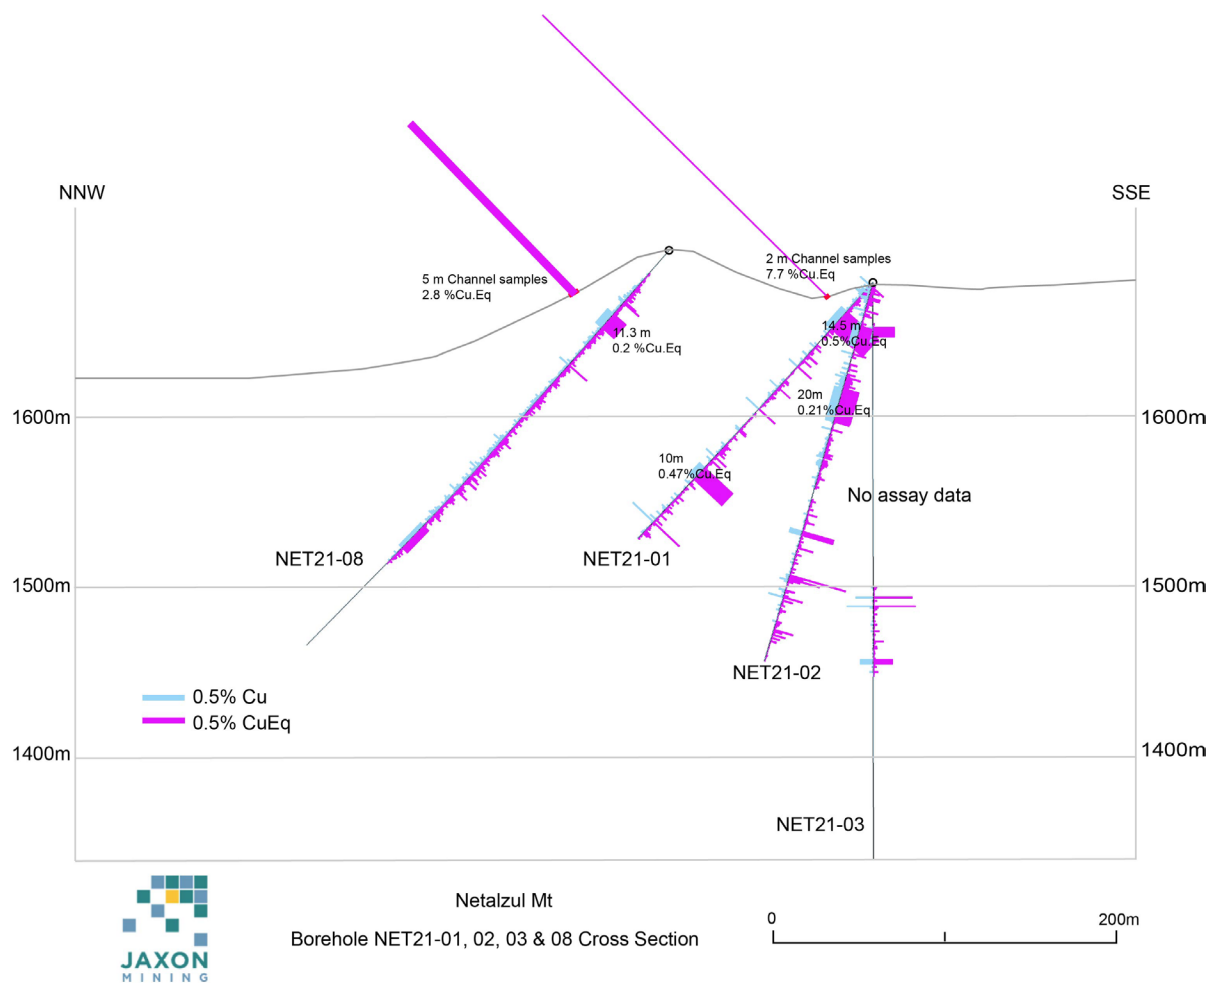 NNW
SSE
2 m Channel samples
7.7 %Cu.Eq
5 m Channel samples
2.8 %Cu.Eq
11.3 m
0.2 %Cu.Eq
14.5 m
0.5%Cu.Eq
20m
0.21%Cu.Eq
1600m
1600m
10m
0.47%Cu.Eq
No assay data
NET21-08
NET21-01
1500m
1500m
NET21-02
0.5% Cu
0.5% CuEq
1400m
1400m
NET21-03
JAXON
MINING
Netalzul Mt
Borehole NET21-01, 02, 03 & 08 Cross Section
0
200m